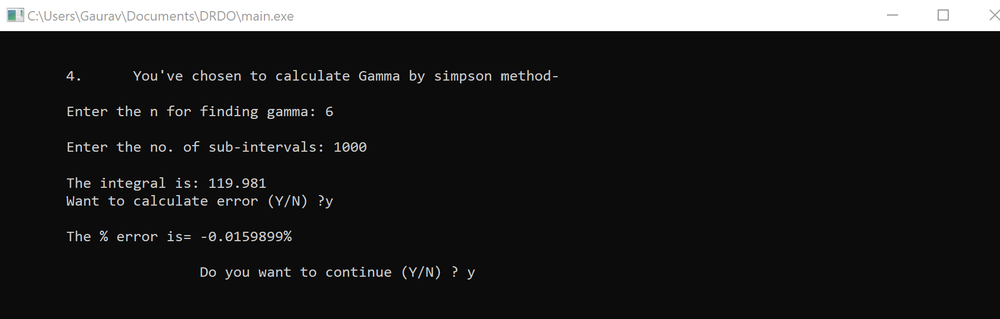 C:\Users\Gaurav\Documents\DRDO\main.exe
4. You've chosen to calculate Gamma by simpson method-
Enter the n for finding gamma: 6
Enter the no. of sub-intervals: 1000
The integral is: 119.981
Want to calculate error (Y/N) ?y
The % error is= -0.0159899%
Do you want to continue (Y/N) ? y